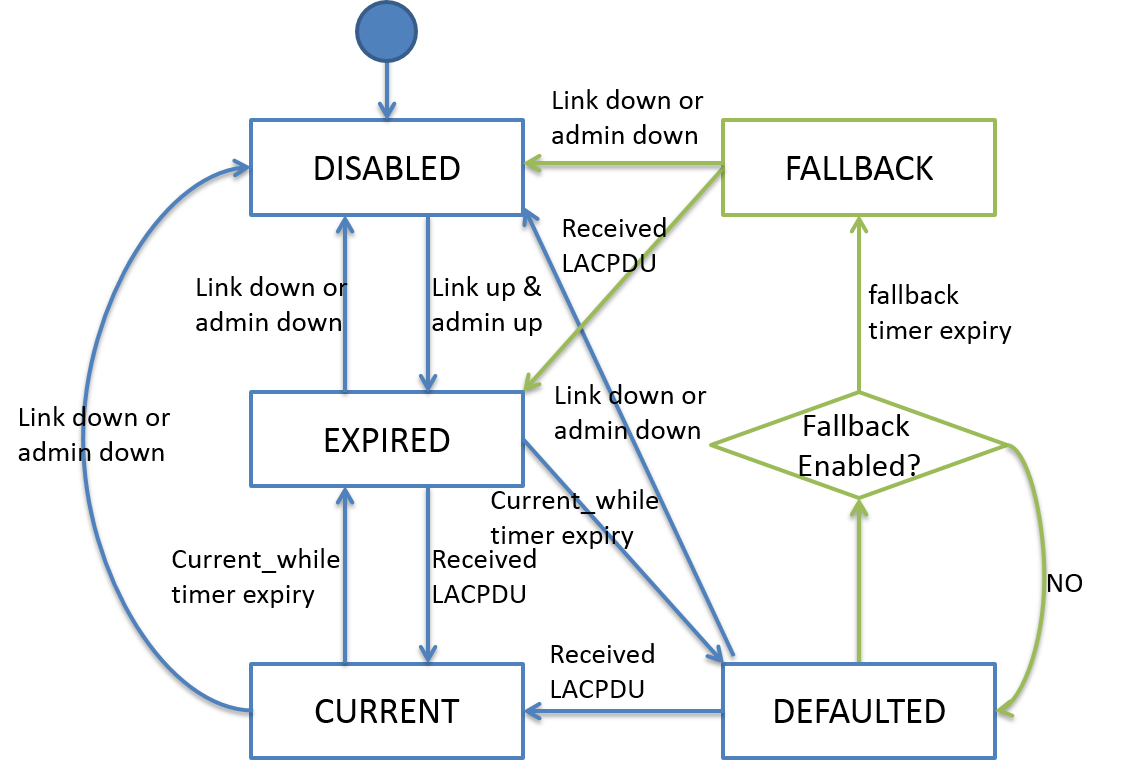 Link down or
admin down
DISABLED
FALLBACK
Received
LACPDU
Link down or
admin down
Link up &
admin up
fallback
timer expiry
Link down or
admin down
Link down or
admin down
EXPIRED
Fallback
Enabled?
Current_while
timer expiry
Current_while
timer expiry
Received
LACPDU
NO
Received
LACPDU
CURRENT
DEFAULTED